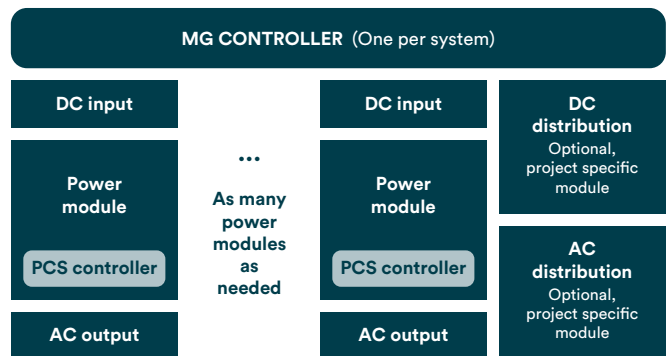 MG CONTROLLER (One per system)
DC input
Power
module
PCS controller
AC output
...
As many
power
modules
as
needed
DC input
Power
module
PCS controller
AC output
DC
distribution
Optional,
project specific
module
AC
distribution
Optional,
project specific
module